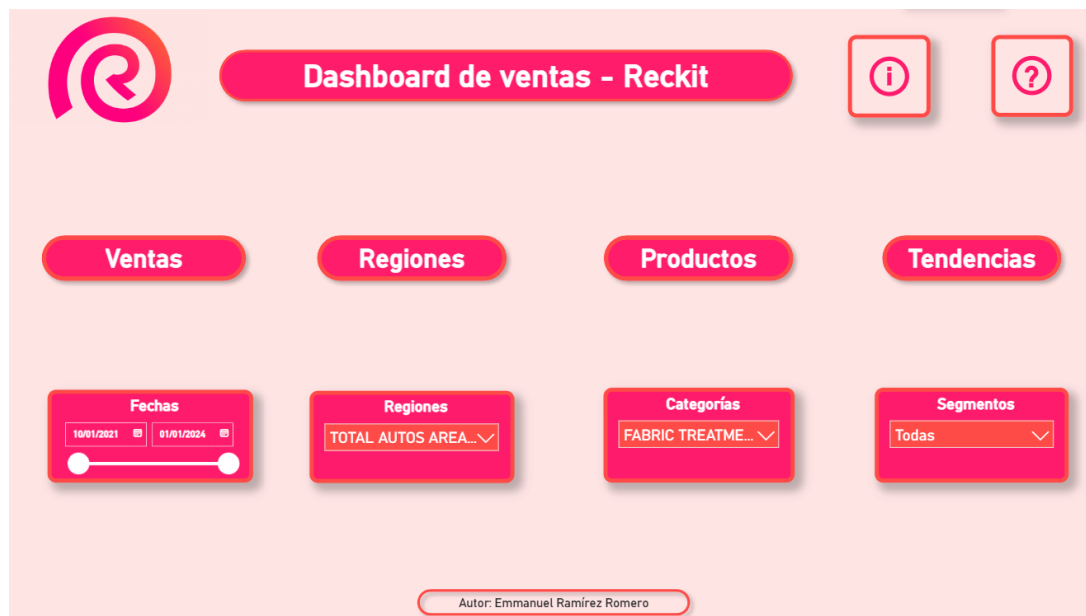 Dashboard de ventas - Reckit
Ventas
Regiones
Productos
Tendencias
Fechas
10/01/2021
01/01/2024
Regiones
TOTAL AUTOS AREA...
Categorías
FABRIC TREATME...
Segmentos
Todas
Autor: Emmanuel Ramírez Romero